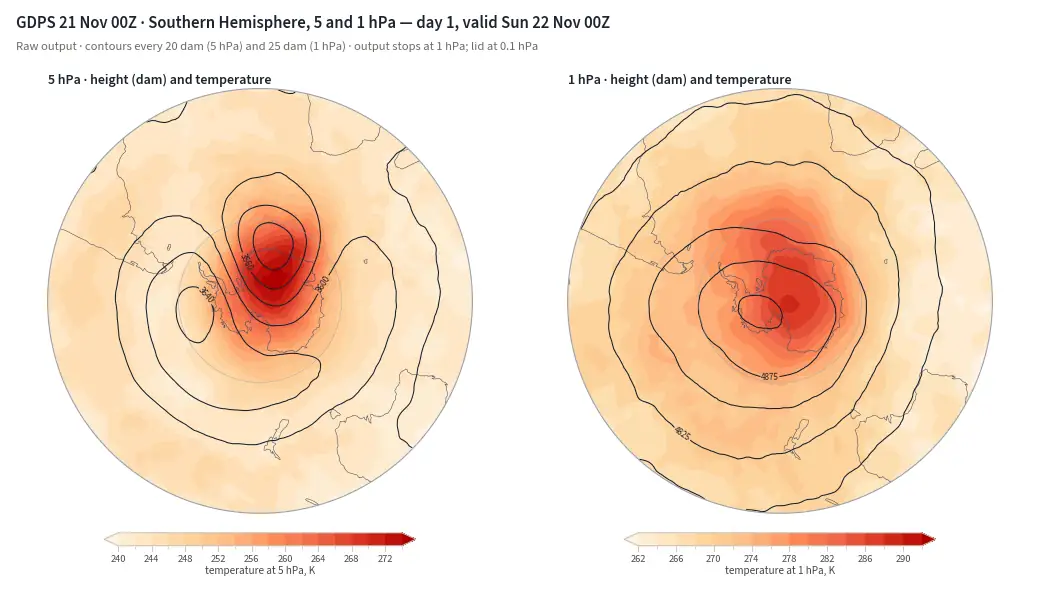 GDPS 21 Nov 00Z · Southern Hemisphere, 5 and 1 hPa — day 1, valid Sun 22 Nov 00Z
Raw output · contours every 20 dam (5 hPa) and 25 dam (1 hPa) · output stops at 1 hPa; lid at 0.1 hPa
5 hPa · height (dam) and temperature
1 hPa · height (dam) and temperature
3640
3600
4875
4825
240 244 248 252 256 260 264 268 272
temperature at 5 hPa, K
262 266 270 274 278 282 286 290
temperature at 1 hPa, K